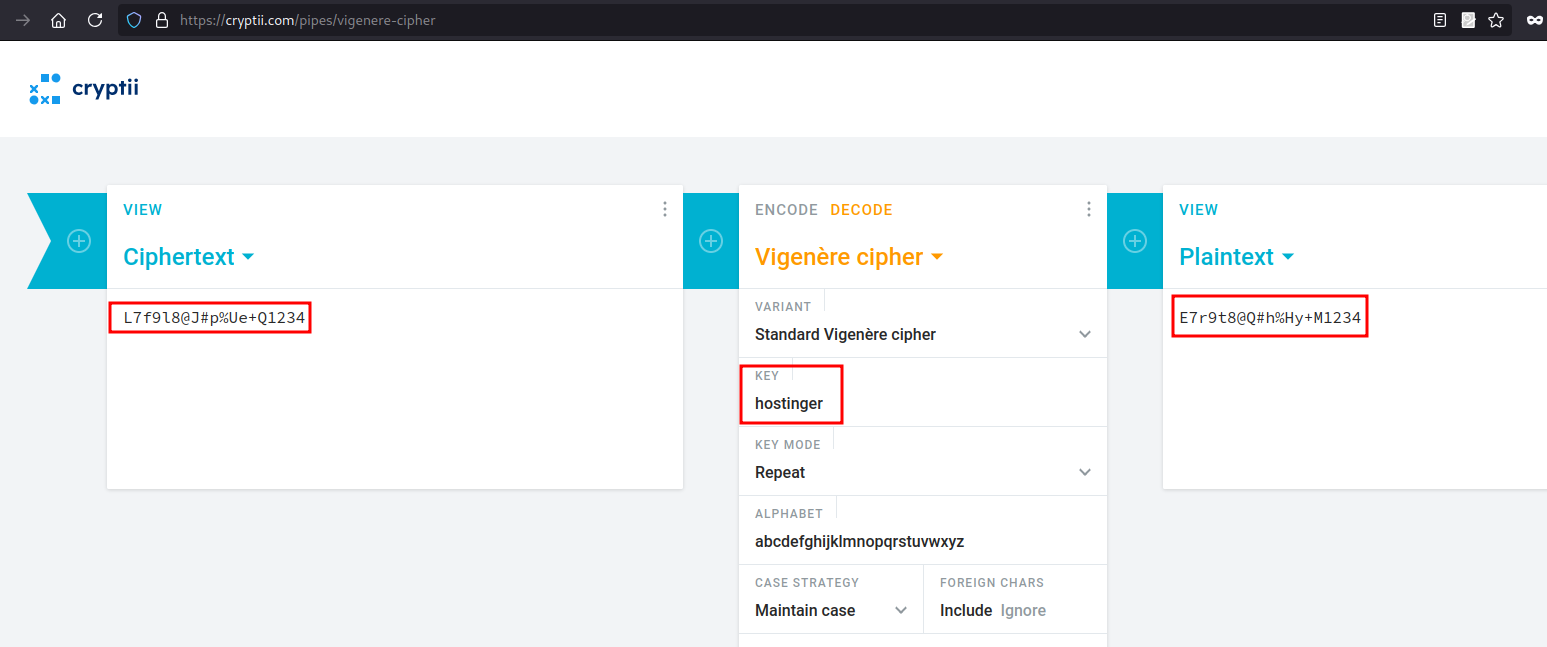 https://cryptii.com/pipes/vigenere-cipher
cryptii
VIEW
Ciphertext
L7f9l8@J#p%Ue+Q1234
ENCODE DECODE
Vigenère cipher
VARIANT
Standard Vigenère cipher
KEY
hostinger
KEY MODE
Repeat
ALPHABET
abcdefghijklmnopqrstuvwxyz
CASE STRATEGY
Maintain case
FOREIGN CHARS
Include Ignore
VIEW
Plaintext
E7r9t8@Q#h%Hy+M1234